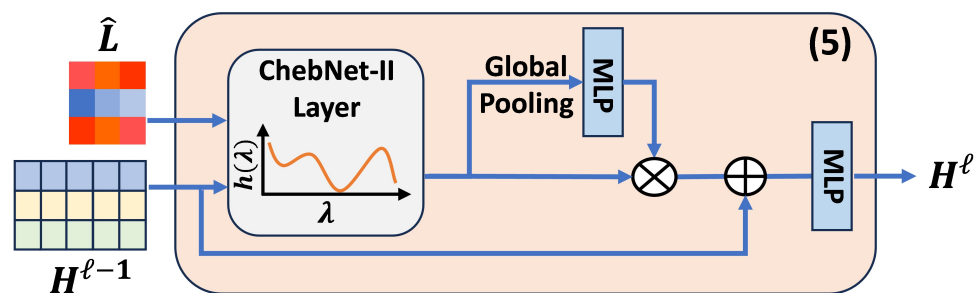 L̂
H^{ℓ-1}
ChebNet-II
Layer
h(λ)
λ
Global
Pooling
MLP
(5)
MLP
H^ℓ